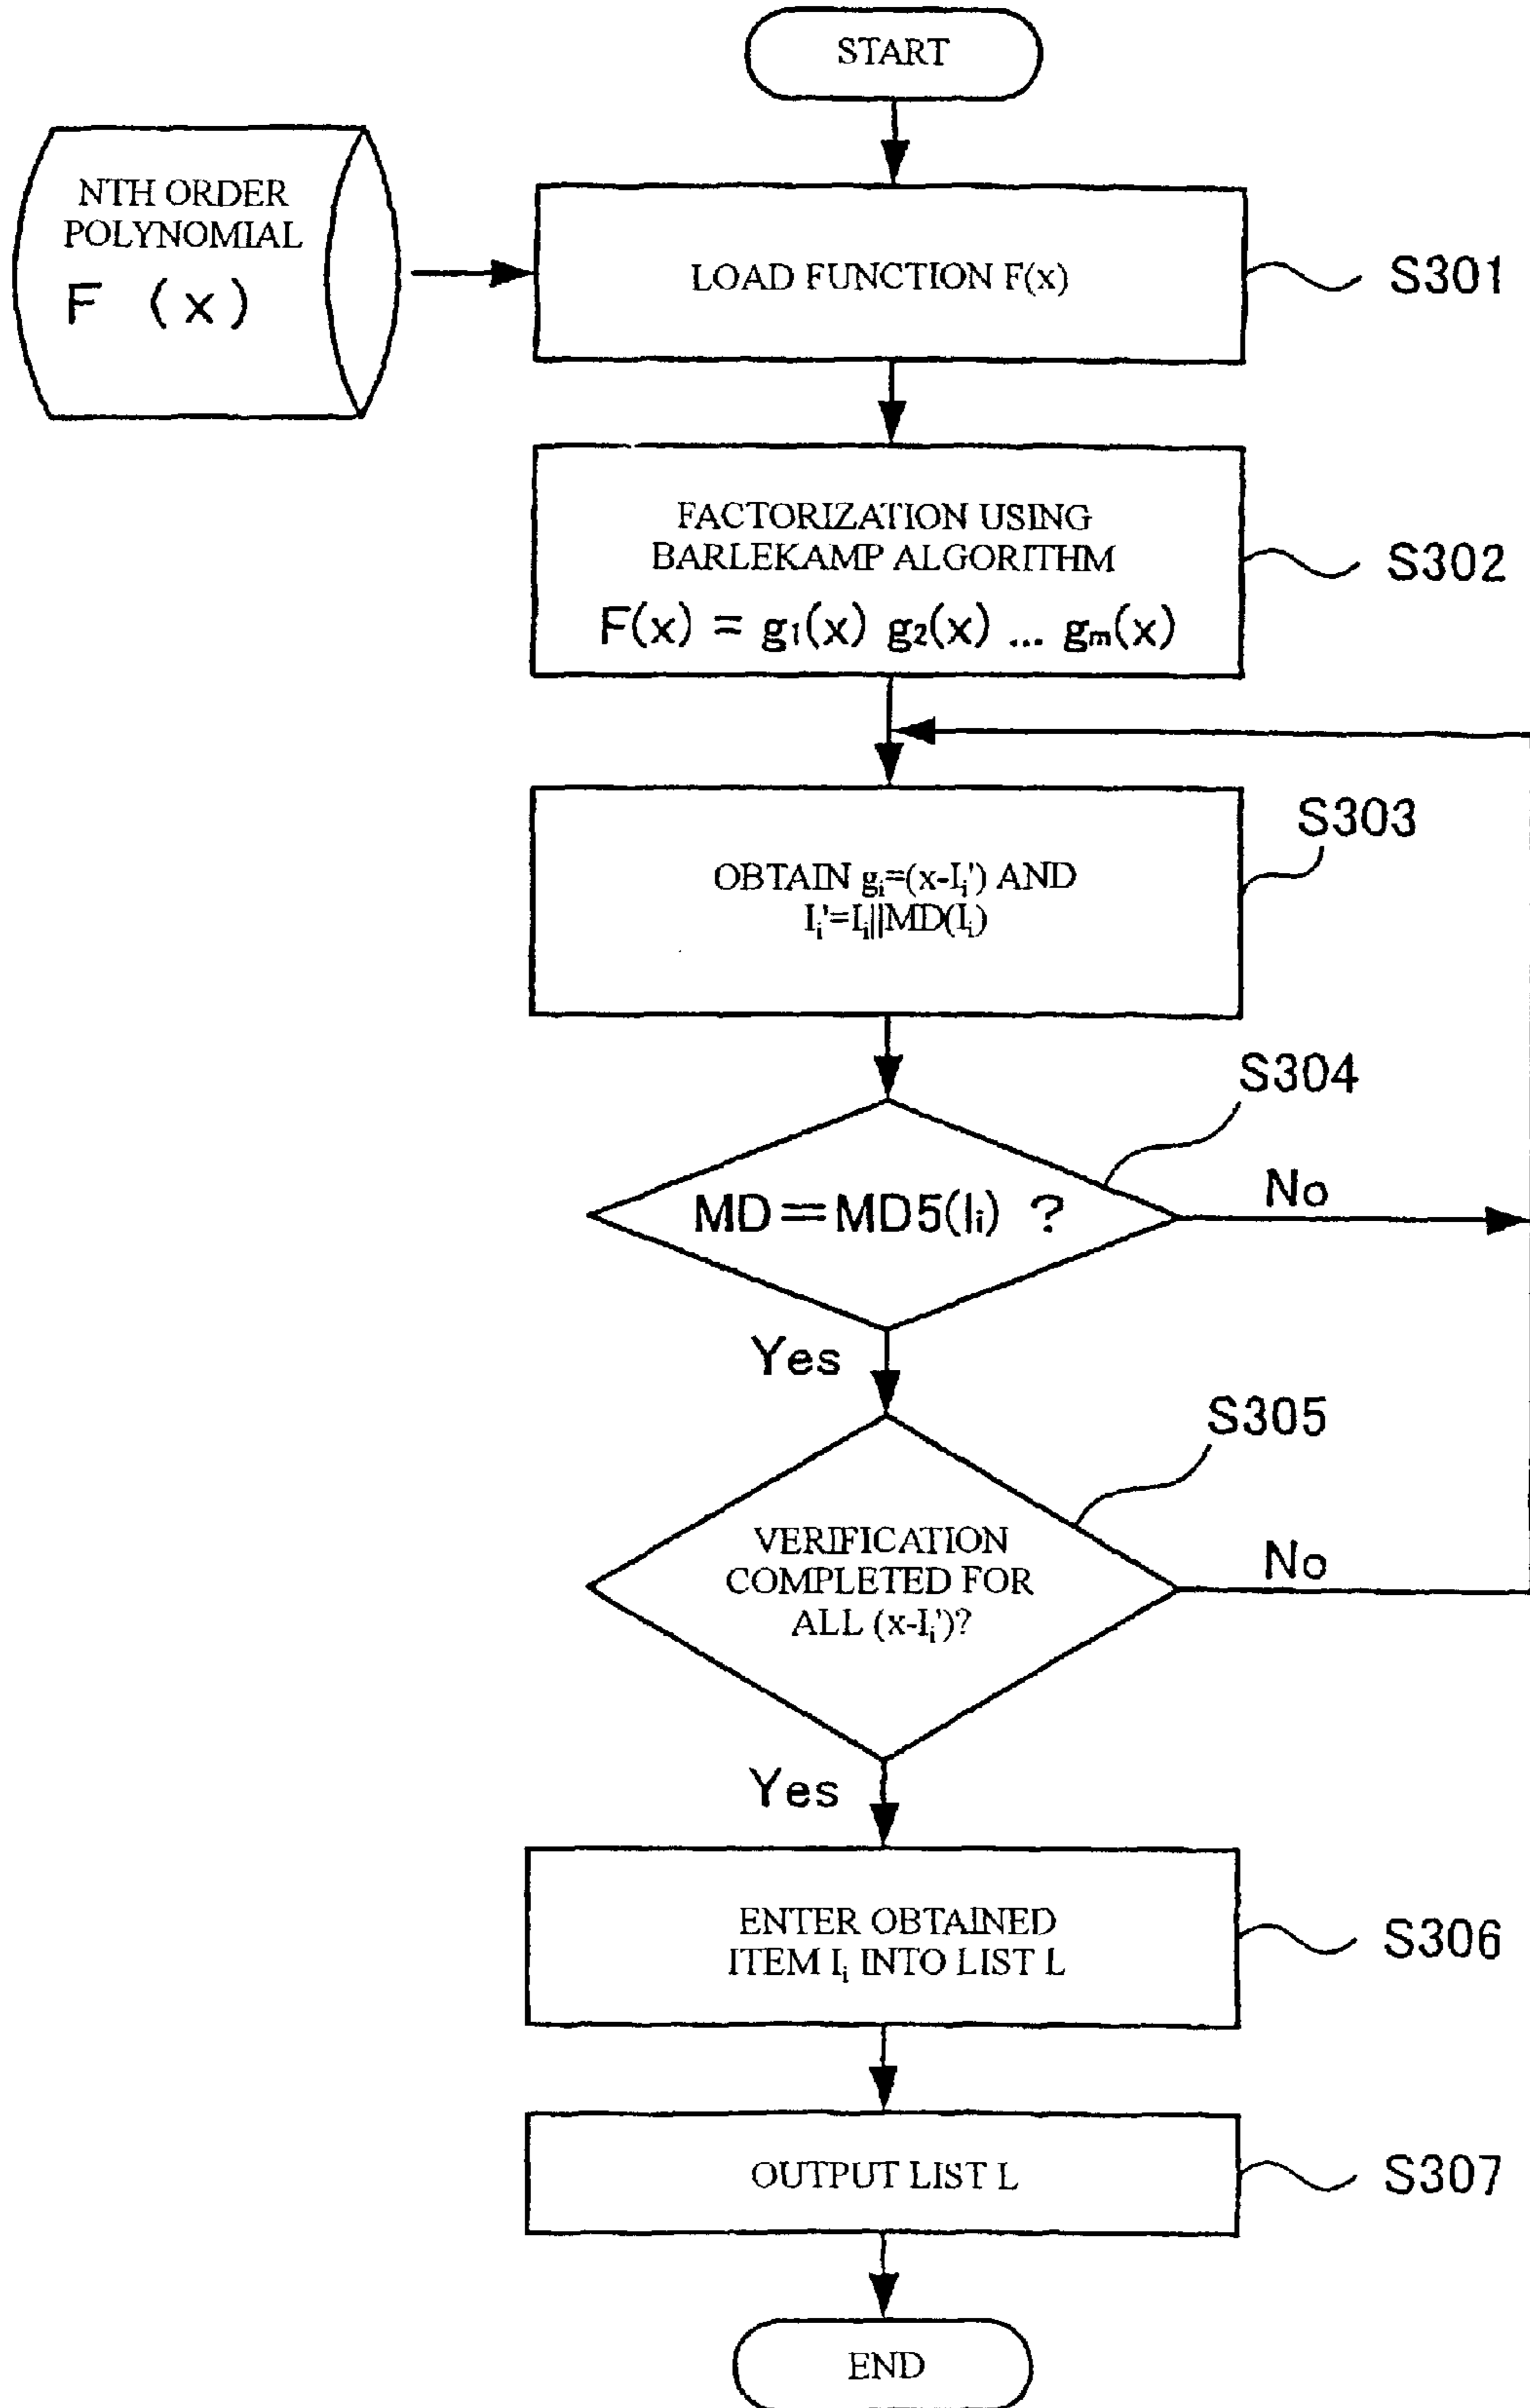 START
NTH ORDER
POLYNOMIAL
F (x)
LOAD FUNCTION F(x)
S301
FACTORIZATION USING
BARLEKAMP ALGORITHM
F(x) = g₁(x) g₂(x) ... gₘ(x)
S302
S303
OBTAIN gᵢ=(x-Iᵢ') AND
Iᵢ'=Iᵢ||MD(Iᵢ)
S304
MD=MD5(Iᵢ) ?
No
Yes
S305
VERIFICATION
COMPLETED FOR
ALL (x-Iᵢ')?
No
Yes
ENTER OBTAINED
ITEM Iᵢ INTO LIST L
S306
OUTPUT LIST L
S307
END